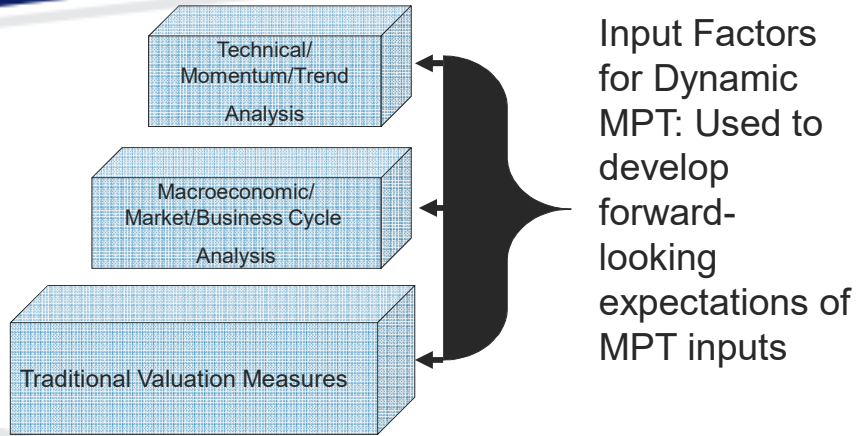 Technical/
Momentum/Trend
Analysis
Macroeconomic/
Market/Business Cycle
Analysis
Traditional Valuation Measures
Input Factors
for Dynamic
MPT: Used to
develop
forward-
looking
expectations of
MPT inputs